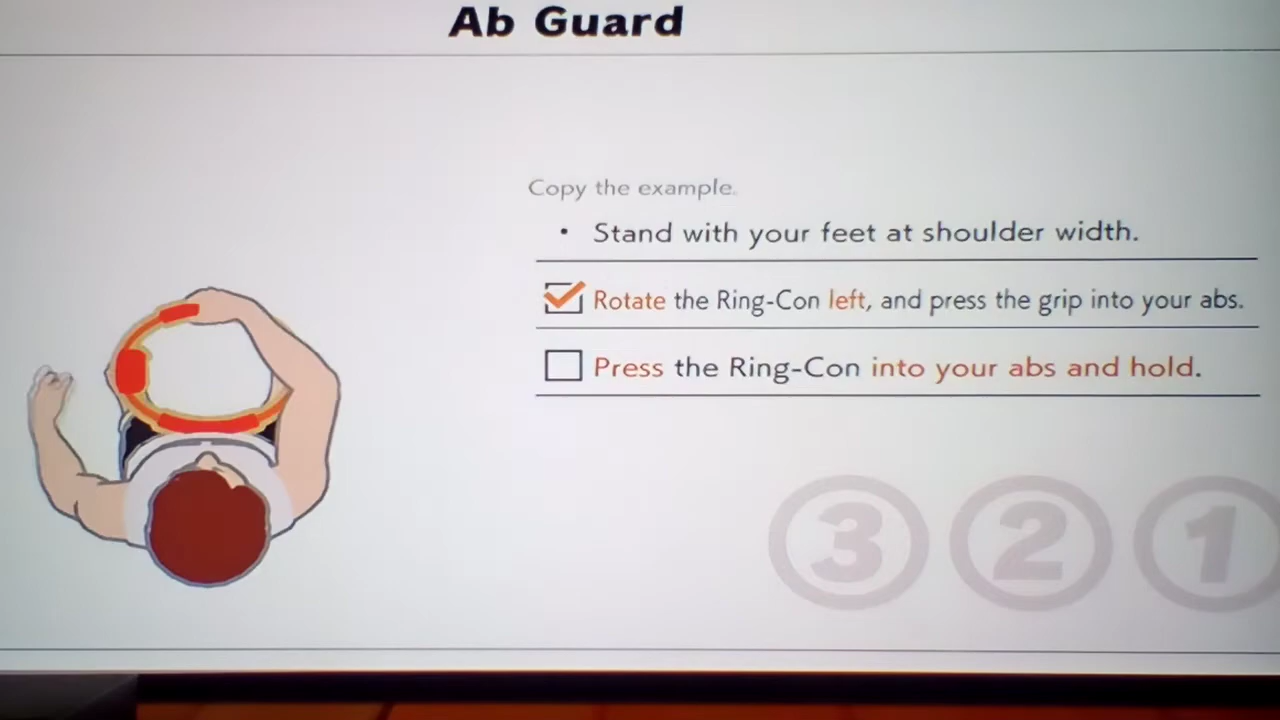 Ab Guard
Copy the example.
• Stand with your feet at shoulder width.
Rotate the Ring-Con left, and press the grip into your abs.
Press the Ring-Con into your abs and hold.
3 2 1